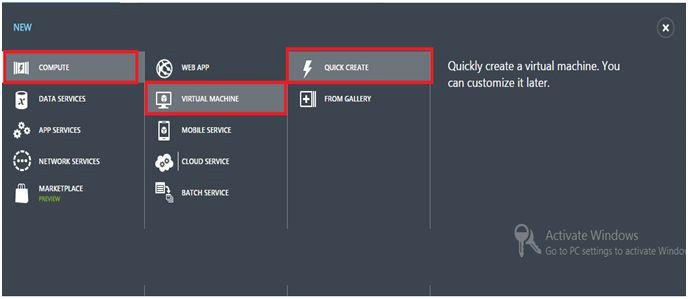 NEW
COMPUTE
DATA SERVICES
APP SERVICES
NETWORK SERVICES
MARKETPLACE
PREVIEW
WEB APP
VIRTUAL MACHINE
MOBILE SERVICE
CLOUD SERVICE
BATCH SERVICE
QUICK CREATE
FROM GALLERY
Quickly create a virtual machine. You
can customize it later.
Activate Windows
Go to PC settings to activate Window